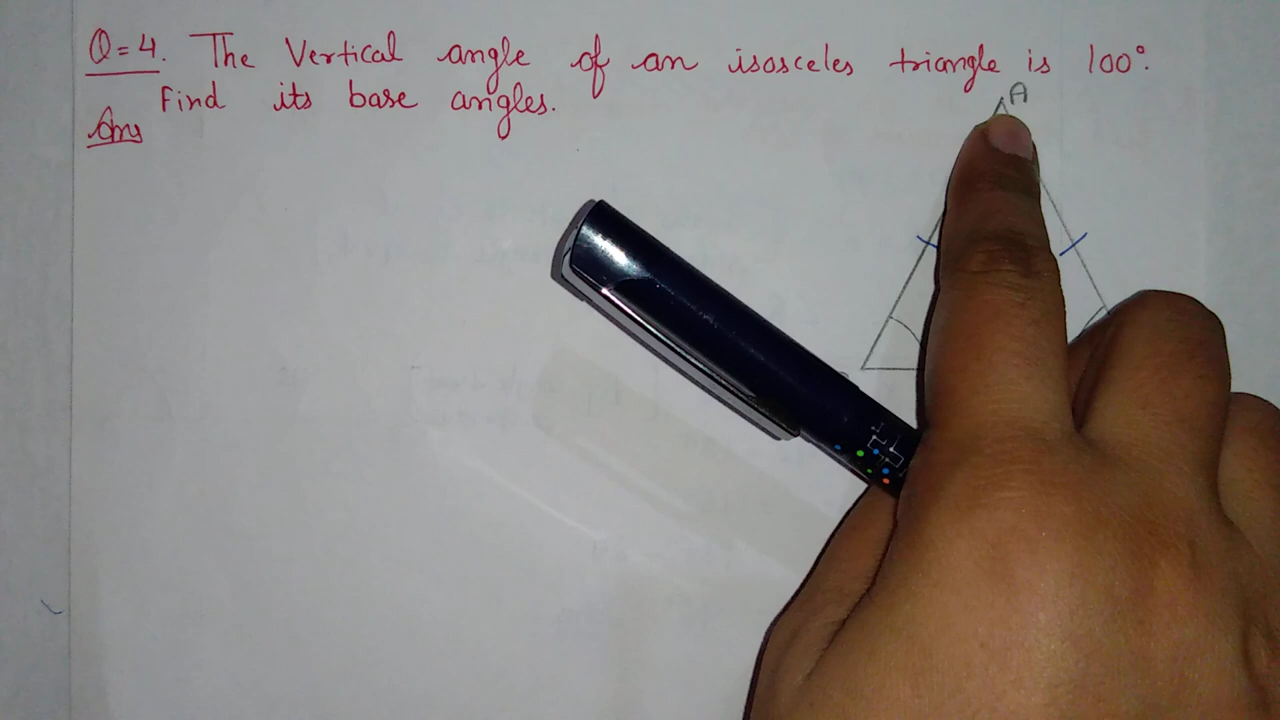 Q=4. The Vertical angle of an isosceles triangle is 100°.
Find its base angles.
Ans
A